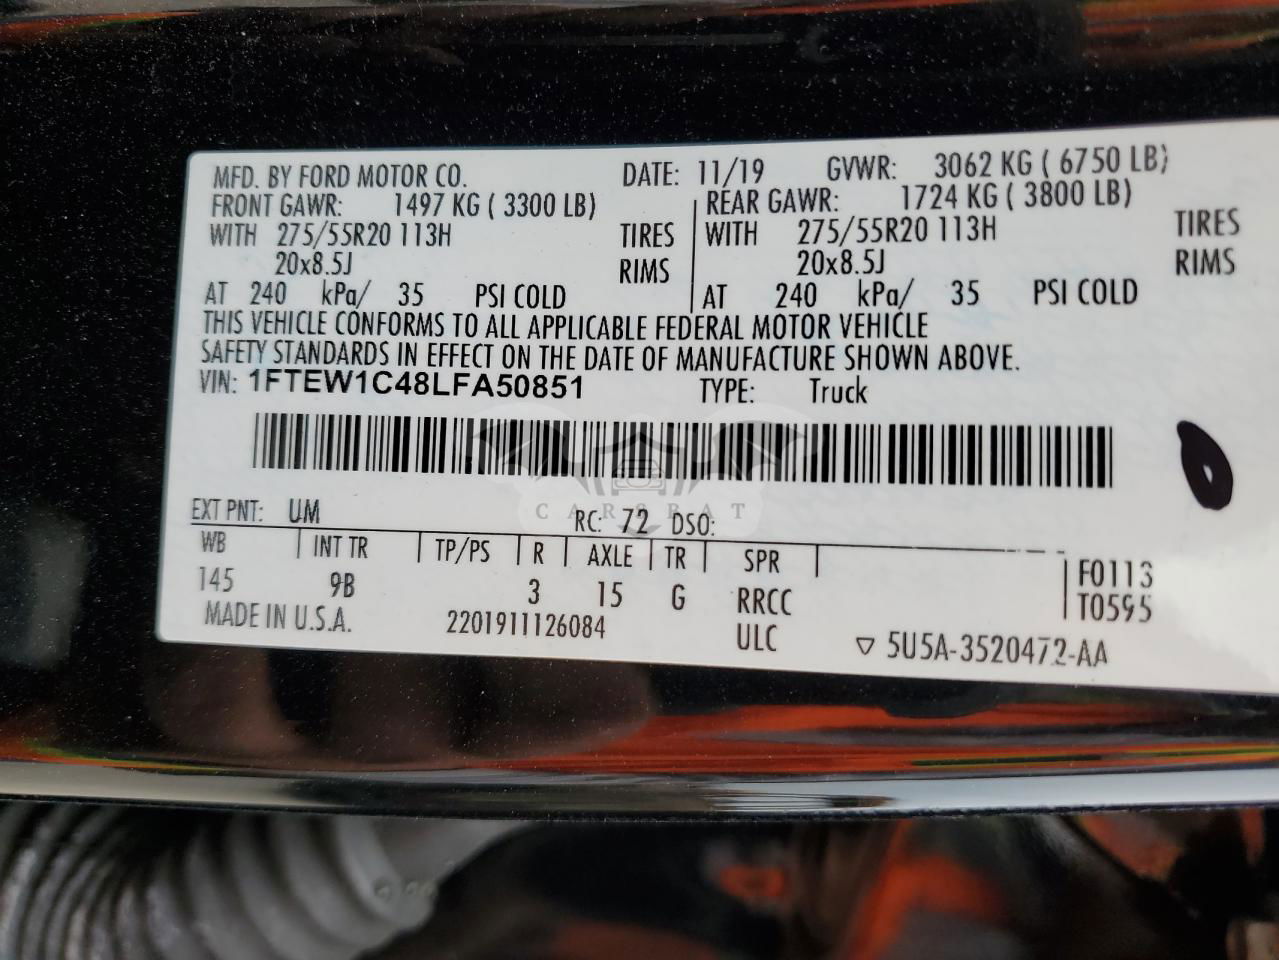 MFD. BY FORD MOTOR CO. DATE: 11/19 GVWR: 3062 KG ( 6750 LB)
FRONT GAWR: 1497 KG ( 3300 LB) REAR GAWR: 1724 KG ( 3800 LB)
WITH 275/55R20 113H TIRES WITH 275/55R20 113H TIRES
20x8.5J RIMS 20x8.5J RIMS
AT 240 kPa/ 35 PSI COLD AT 240 kPa/ 35 PSI COLD
THIS VEHICLE CONFORMS TO ALL APPLICABLE FEDERAL MOTOR VEHICLE
SAFETY STANDARDS IN EFFECT ON THE DATE OF MANUFACTURE SHOWN ABOVE.
VIN: 1FTEW1C48LFA50851 TYPE: Truck
CARSBAT
EXT PNT: UM RC: 72 DSO:
WB INT TR TP/PS R AXLE TR SPR
145 9B 3 15 G RRCC F0113
T0595
MADE IN U.S.A. 2201911126084 ULC ▽ 5U5A-3520472-AA